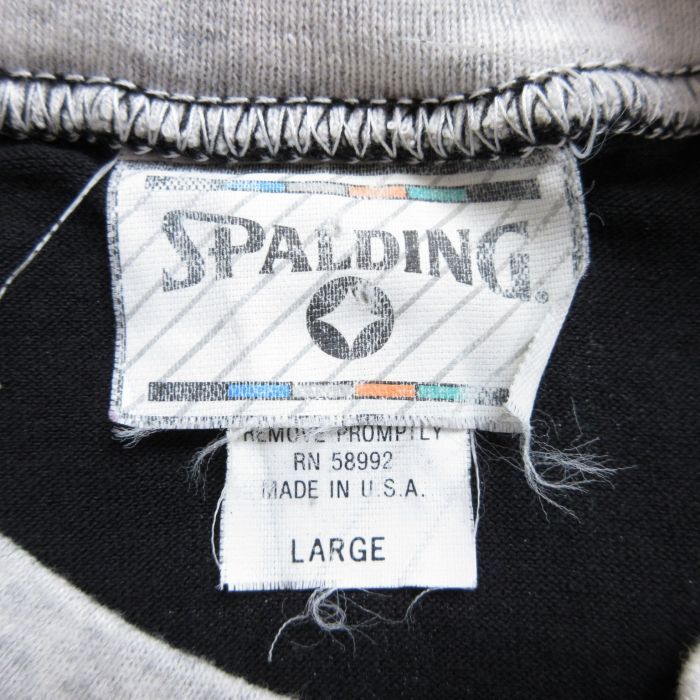 SPALDING®
REMOVE PROMPTLY
RN 58992
MADE IN U.S.A.
LARGE